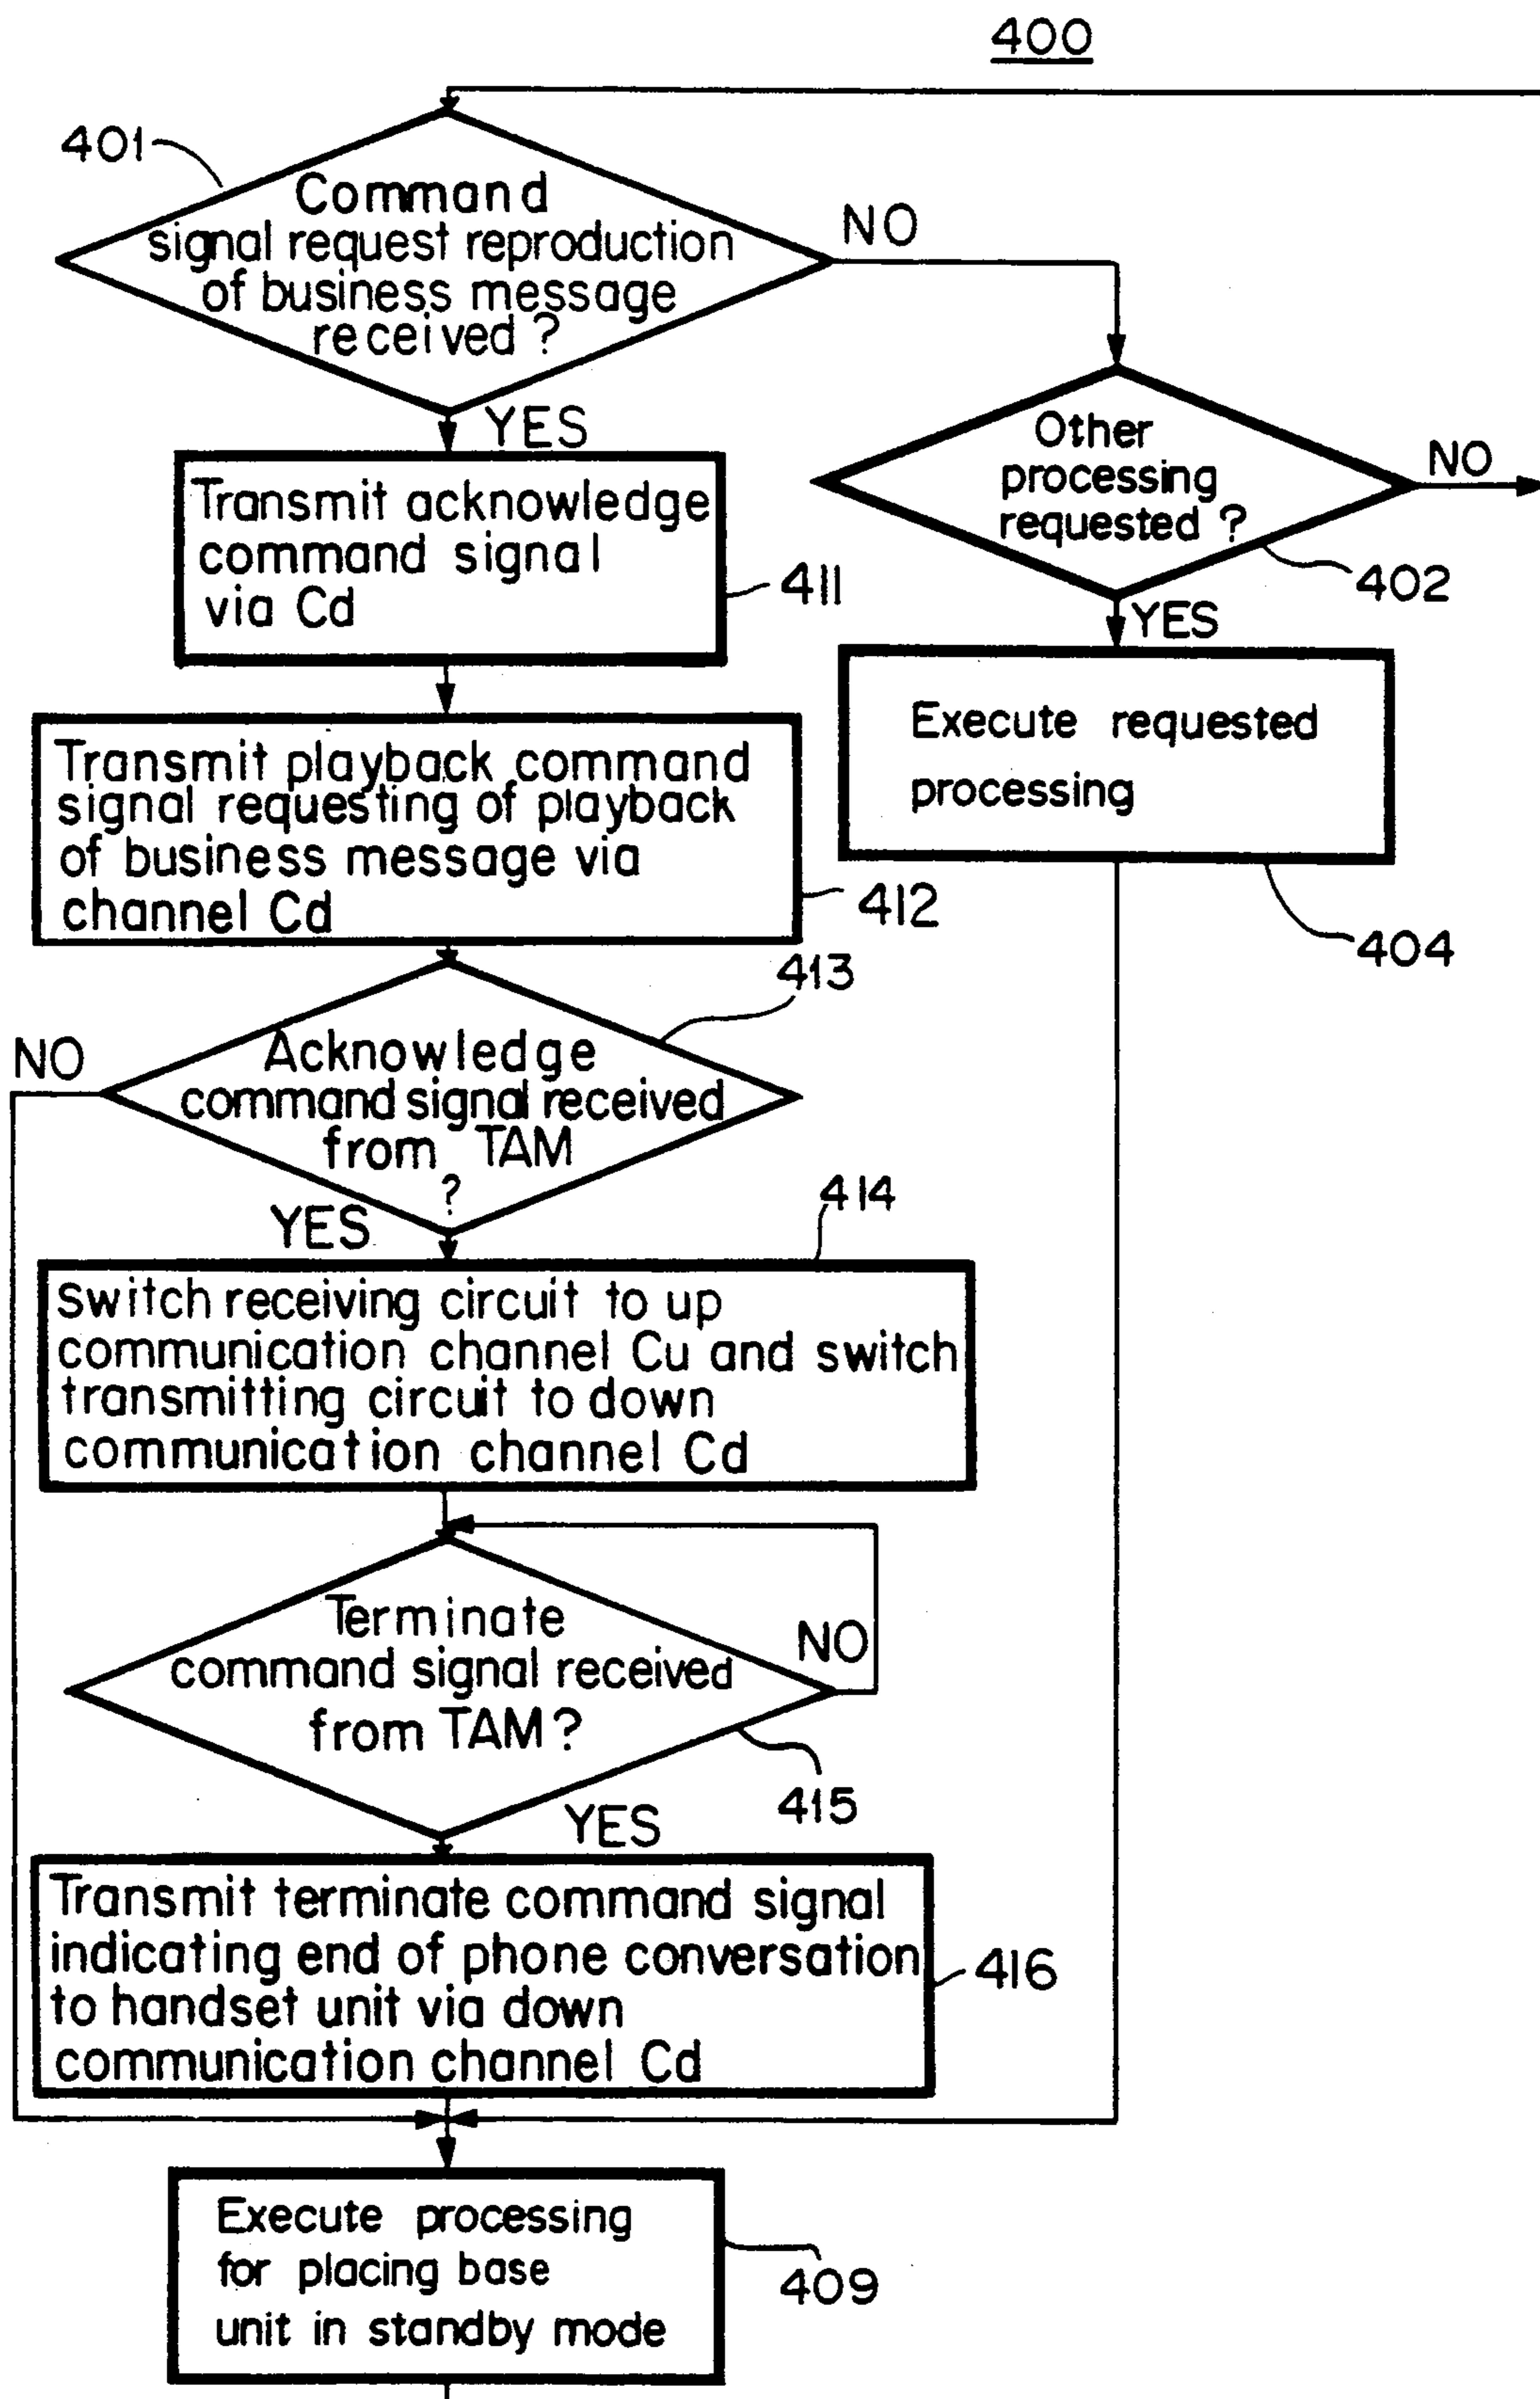 400
401
Command
signal request reproduction
of business message
received ?
NO
YES
Other
processing
requested ?
NO
402
YES
Transmit acknowledge
command signal
via Cd
411
Execute requested
processing
404
Transmit playback command
signal requesting of playback
of business message via
channel Cd
412
413
Acknowledge
command signal received
from TAM
?
NO
YES
414
switch receiving circuit to up
communication channel Cu and switch
transmitting circuit to down
communication channel Cd
Terminate
command signal received
from TAM ?
NO
415
YES
Transmit terminate command signal
indicating end of phone conversation
to handset unit via down
communication channel Cd
416
Execute processing
for placing base
unit in standby mode
409